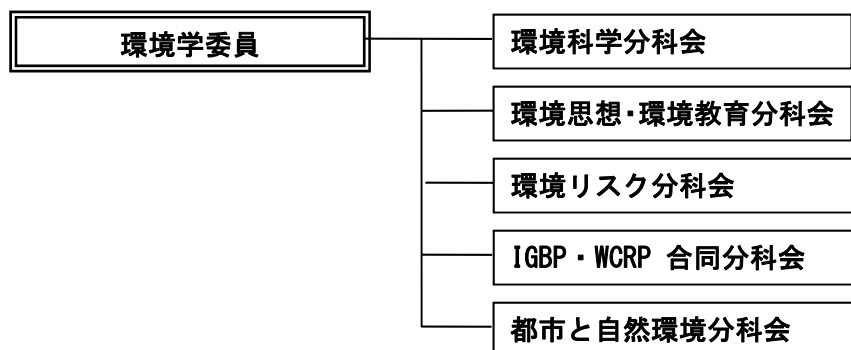 環境学委員
環境科学分科会
環境思想・環境教育分科会
環境リスク分科会
IGBP・WCRP 合同分科会
都市と自然環境分科会